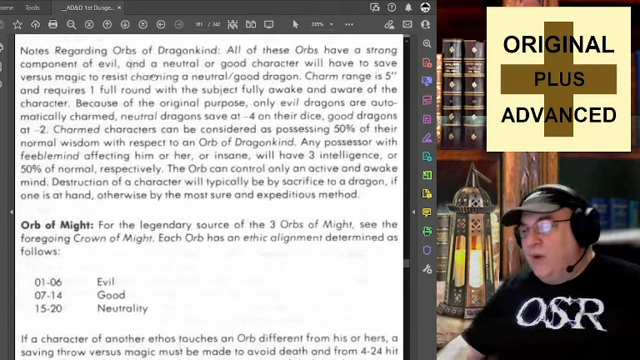 Home Tools __AD&D 1st Dunge...
181 / 242 235%
Notes Regarding Orbs of Dragonkind: All of these Orbs have a strong
component of evil, and a neutral or good character will have to save
versus magic to resist charming a neutral/good dragon. Charm range is 5"
and requires 1 full round with the subject fully awake and aware of the
character. Because of the original purpose, only evil dragons are auto-
matically charmed, neutral dragons save at -4 on their dice, good dragons
at -2. Charmed characters can be considered as possessing 50% of their
normal wisdom with respect to an Orb of Dragonkind. Any possessor with
feeblemind affecting him or her, or insane, will have 3 intelligence, or
50% of normal, respectively. The Orb can control only an active and awake
mind. Destruction of a character will typically be by sacrifice to a dragon, if
one is at hand, otherwise by the most sure and expeditious method.
Orb of Might: For the legendary source of the 3 Orbs of Might, see the
foregoing Crown of Might. Each Orb has an ethic alignment determined as
follows:
01-06 Evil
07-14 Good
15-20 Neutrality
If a character of another ethos touches an Orb different from his or hers, a
saving throw versus magic must be made to avoid death and from 4-24 hit
ORIGINAL
PLUS
ADVANCED
OSR